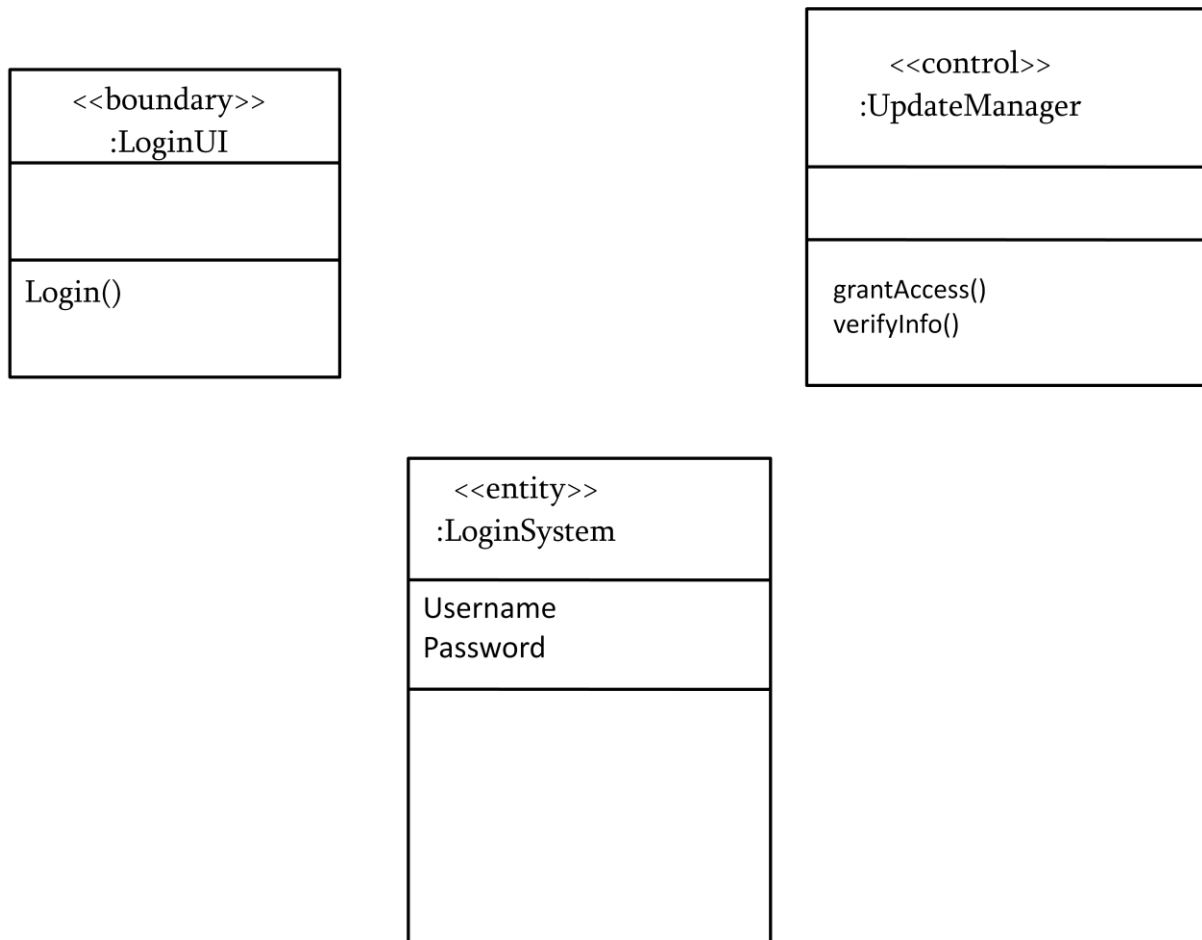 <<boundary>>
:LoginUI
Login()
<<control>>
:UpdateManager
grantAccess()
verifyInfo()
<<entity>>
:LoginSystem
Username
Password